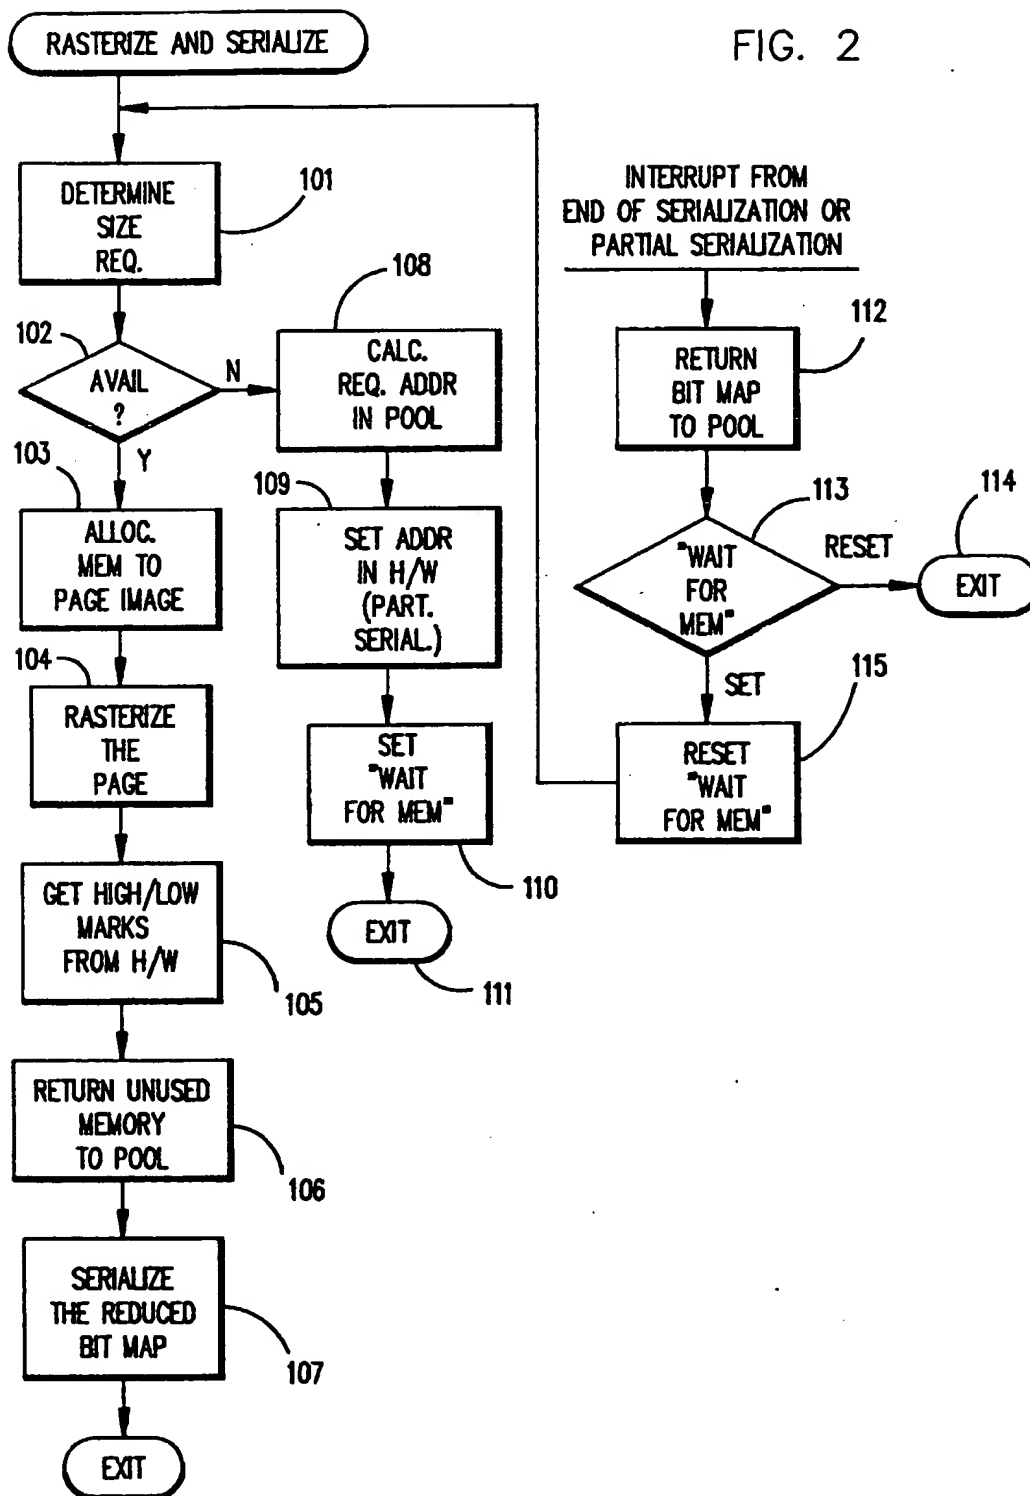 FIG. 2
RASTERIZE AND SERIALIZE
DETERMINE
SIZE
REQ.
101
102
AVAIL
?
N
Y
103
ALLOC.
MEM TO
PAGE IMAGE
104
RASTERIZE
THE
PAGE
GET HIGH/LOW
MARKS
FROM H/W
105
RETURN UNUSED
MEMORY
TO POOL
106
SERIALIZE
THE REDUCED
BIT MAP
107
EXIT
108
CALC.
REQ. ADDR
IN POOL
109
SET ADDR
IN H/W
(PART.
SERIAL.)
SET
"WAIT
FOR MEM"
110
EXIT
111
INTERRUPT FROM
END OF SERIALIZATION OR
PARTIAL SERIALIZATION
112
RETURN
BIT MAP
TO POOL
113
"WAIT
FOR
MEM"
RESET
114
EXIT
SET
115
RESET
"WAIT
FOR MEM"